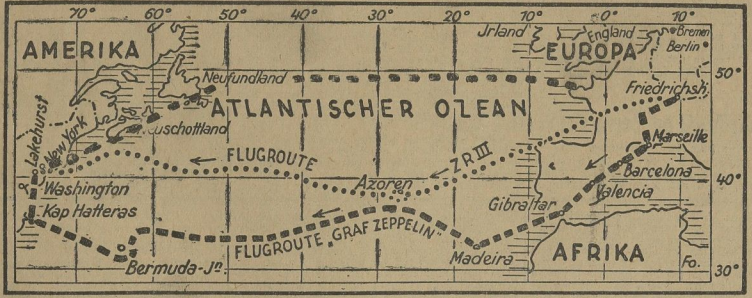 70° 60° 50° 40° 30° 20° 10° 0° 10°
AMERIKA
Jrland
England
EUROPA
Bremen
Berlin
50°
Neufundland
Friedrichsh.
ATLANTISCHER OZEAN
Lakehurst
New York
uschottland
Marseille
FLUGROUTE
ZR III
Barcelona
Azoren
40°
Washington
Valencia
Kap Hatteras
Gibraltar
FLUGROUTE „GRAF ZEPPELIN"
AFRIKA
Madeira
Fo.
Bermuda-Jn.
30°